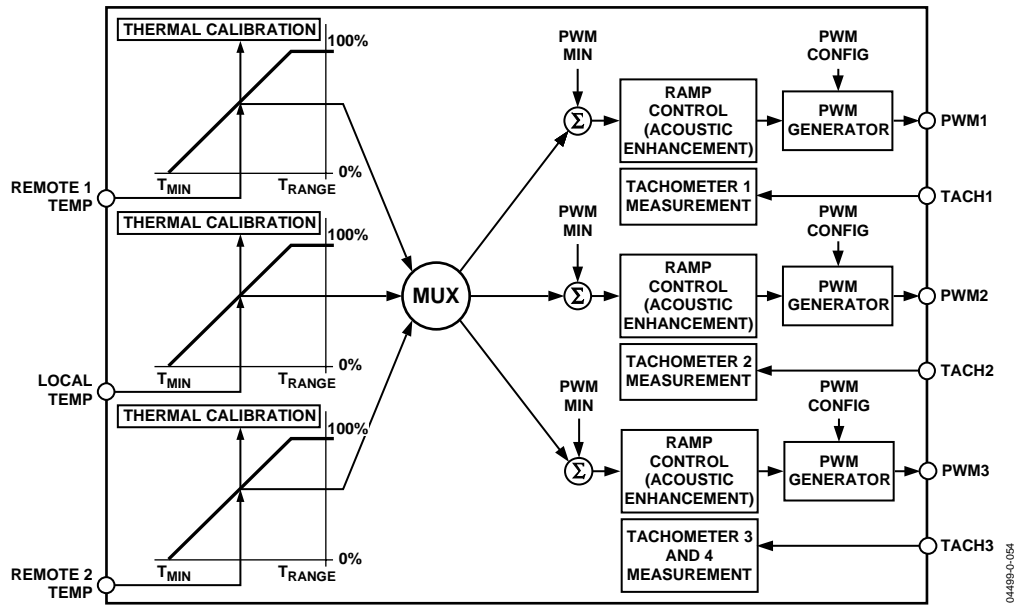 THERMAL CALIBRATION
100%
0%
TMIN
TRANGE
REMOTE 1
TEMP
THERMAL CALIBRATION
100%
0%
TMIN
TRANGE
LOCAL
TEMP
THERMAL CALIBRATION
100%
0%
TMIN
TRANGE
REMOTE 2
TEMP
MUX
PWM
MIN
Σ
RAMP
CONTROL
(ACOUSTIC
ENHANCEMENT)
PWM
CONFIG
PWM
GENERATOR
PWM1
TACHOMETER 1
MEASUREMENT
TACH1
PWM
MIN
Σ
RAMP
CONTROL
(ACOUSTIC
ENHANCEMENT)
PWM
CONFIG
PWM
GENERATOR
PWM2
TACHOMETER 2
MEASUREMENT
TACH2
PWM
MIN
Σ
RAMP
CONTROL
(ACOUSTIC
ENHANCEMENT)
PWM
CONFIG
PWM
GENERATOR
PWM3
TACHOMETER 3
AND 4
MEASUREMENT
TACH3
04499-0-054